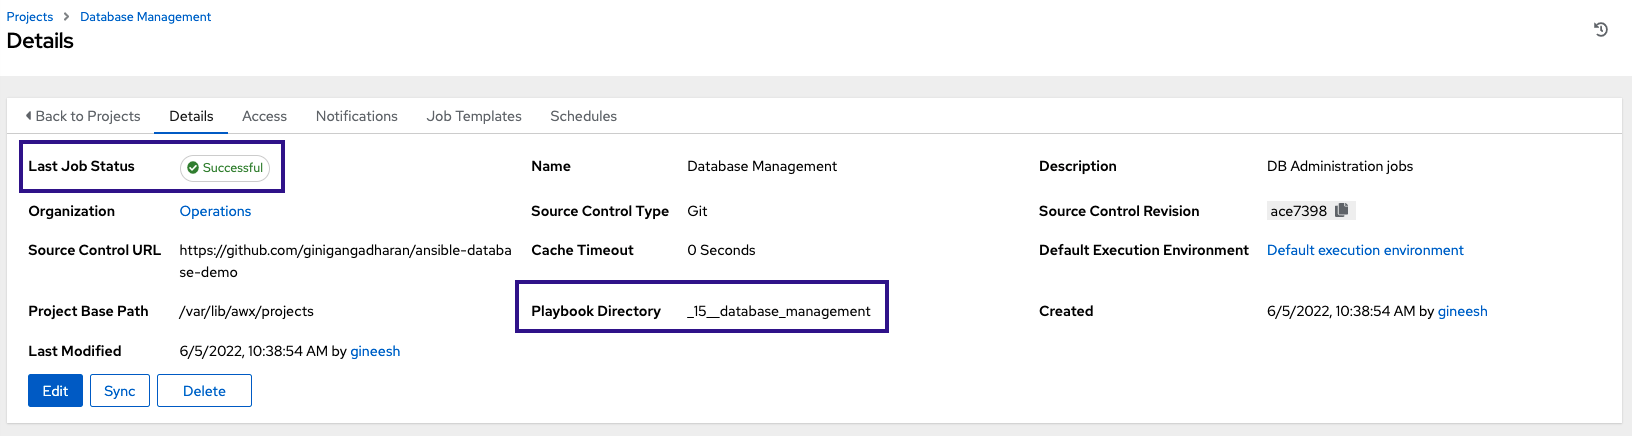 Projects > Database Management
Details
Back to Projects Details Access Notifications Job Templates Schedules
Last Job Status Successful Name Database Management Description DB Administration jobs
Organization Operations Source Control Type Git Source Control Revision ace7398
Source Control URL https://github.com/ginigangadharan/ansible-databa Cache Timeout 0 Seconds Default Execution Environment Default execution environment
se-demo
Project Base Path /var/lib/awx/projects Playbook Directory _15__database_management Created 6/5/2022, 10:38:54 AM by gineesh
Last Modified 6/5/2022, 10:38:54 AM by gineesh
Edit Sync Delete